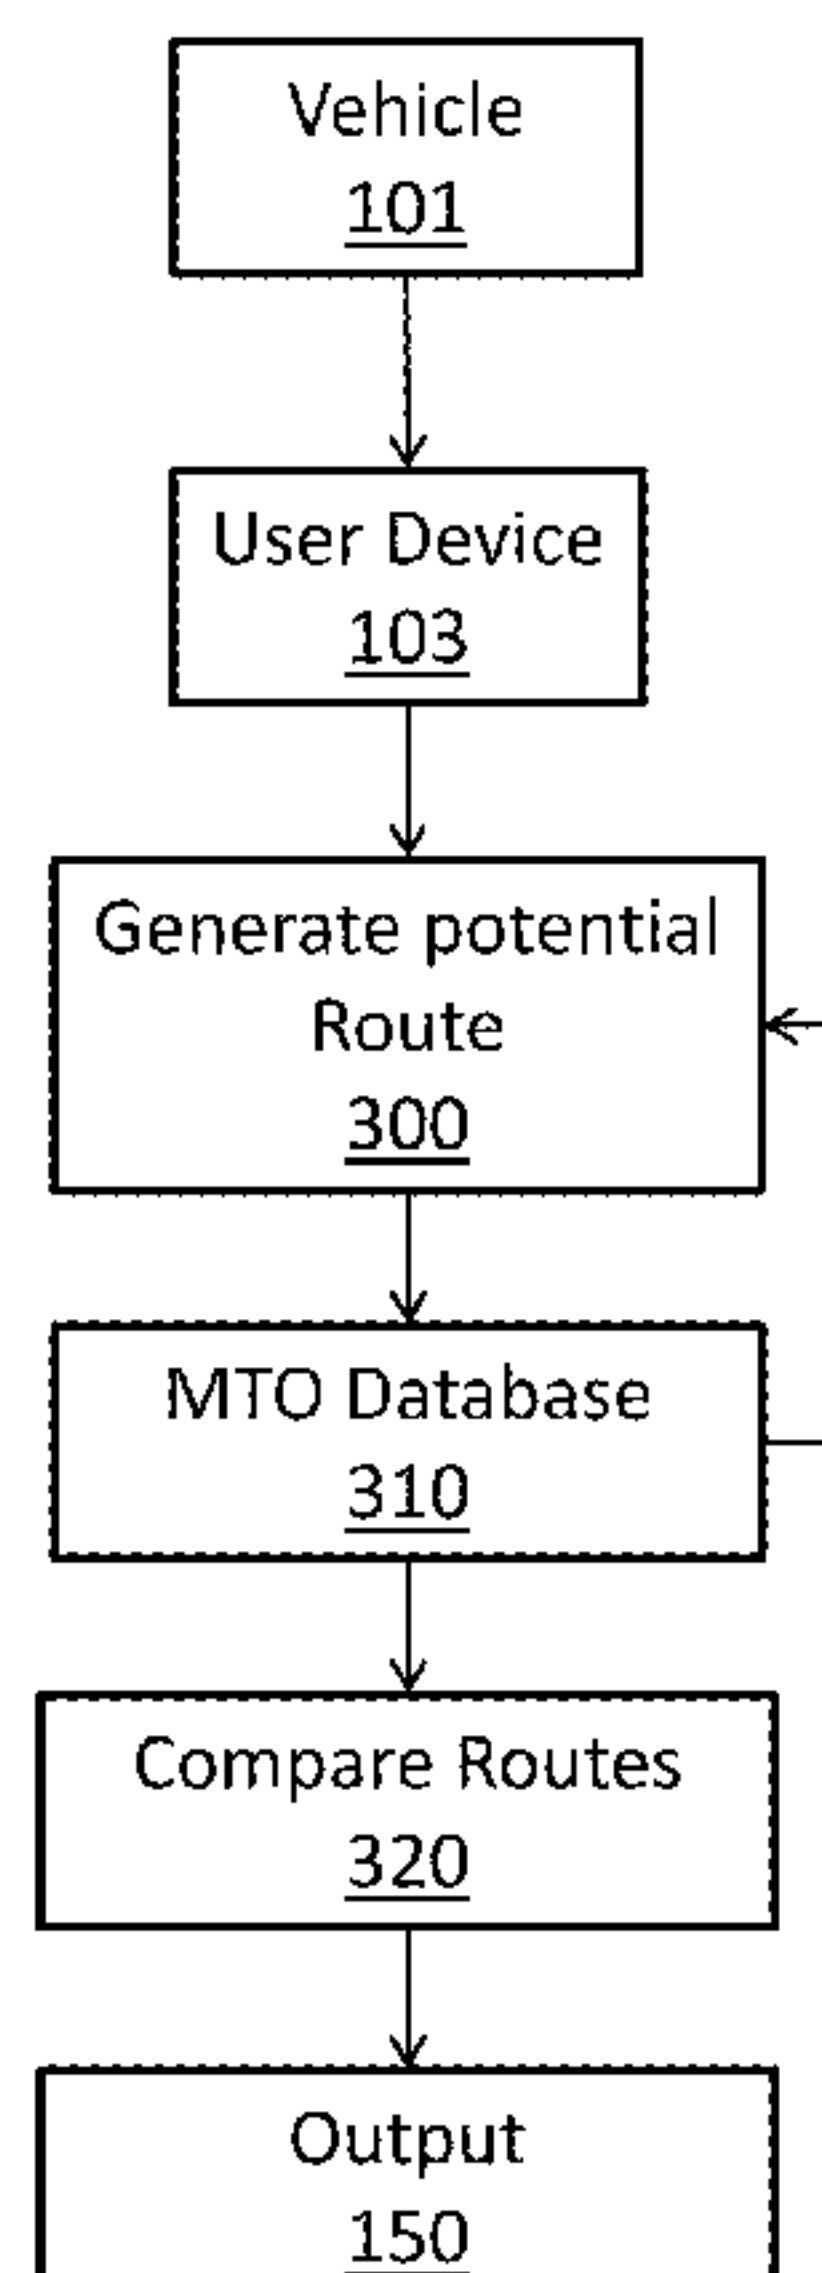 Vehicle
101
User Device
103
Generate potential
Route
300
MTO Database
310
Compare Routes
320
Output
150